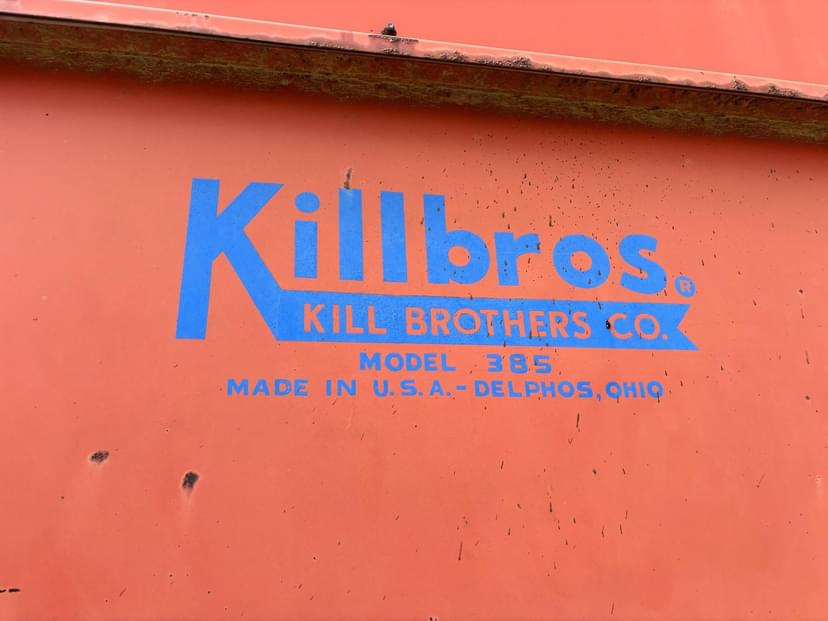 Killbros®
KILL BROTHERS CO.
MODEL 385
MADE IN U.S.A.-DELPHOS, OHIO